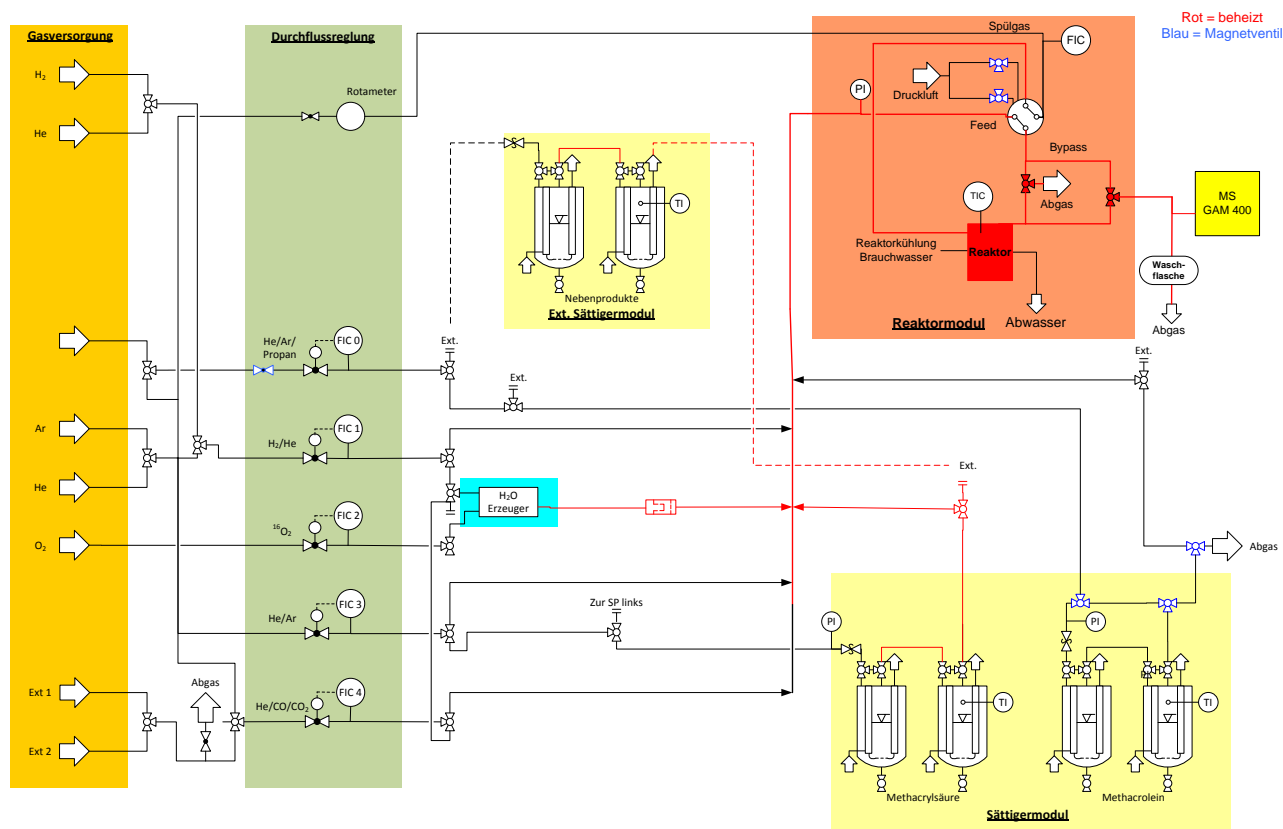 Gasversorgung
H₂
He
Ar
He
O₂
Ext 1
Ext 2
Abgas
Durchflussreglung
Rotameter
He/Ar/
Propan
FIC 0
H₂/He
FIC 1
¹⁶O₂
FIC 2
He/Ar
FIC 3
He/CO/CO₂
FIC 4
TI
Nebenprodukte
Ext. Sättigermodul
Ext.
Ext.
H₂O
Erzeuger
Zur SP links
Ext.
Rot = beheizt
Blau = Magnetventil
Spülgas
FIC
PI
Druckluft
Feed
Bypass
Abgas
TIC
Reaktorkühlung
Brauchwasser
Reaktor
Reaktormodul
Abwasser
MS
GAM 400
Wasch-
flasche
Abgas
Ext.
Abgas
PI
PI
TI
TI
Methacrylsäure
Methacrolein
Sättigermodul